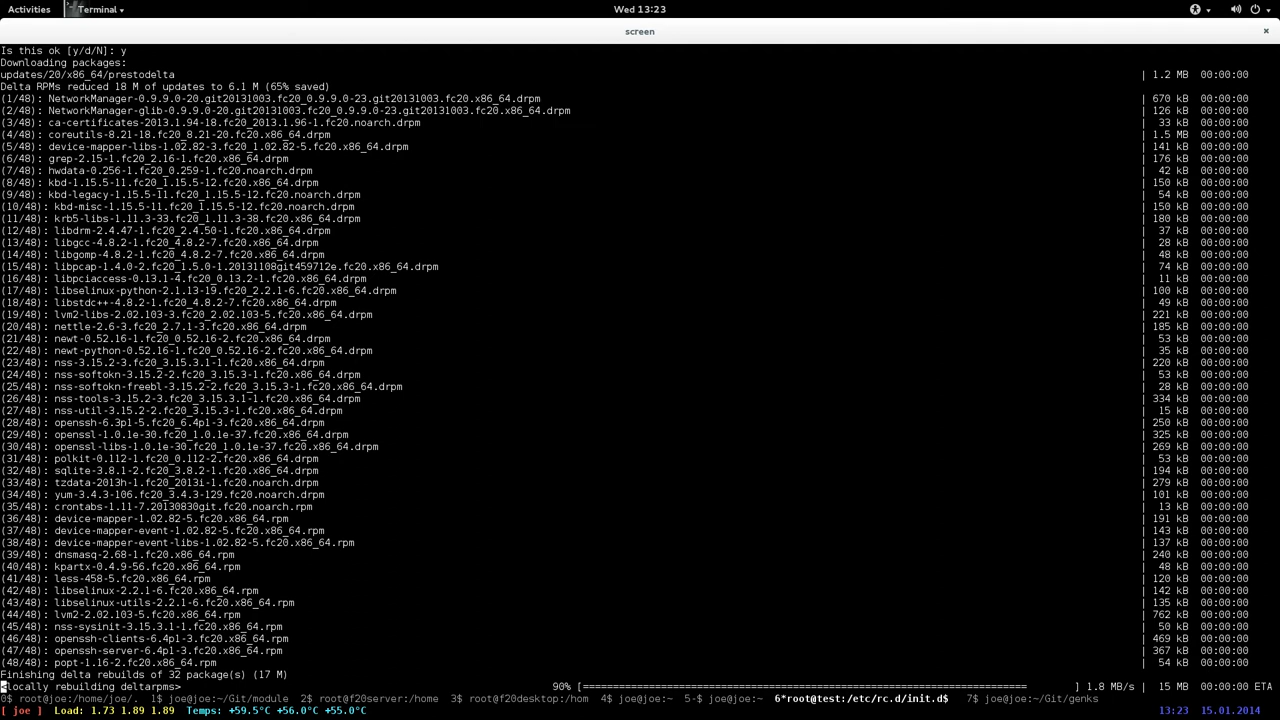 Activities Terminal Wed 13:23
screen ×
Is this ok [y/d/N]: y
Downloading packages:
updates/20/x86_64/prestodelta | 1.2 MB 00:00:00
Delta RPMs reduced 18 M of updates to 6.1 M (65% saved)
(1/48): NetworkManager-0.9.9.0-20.git20131003.fc20_0.9.9.0-23.git20131003.fc20.x86_64.drpm | 670 kB 00:00:00
(2/48): NetworkManager-glib-0.9.9.0-20.git20131003.fc20_0.9.9.0-23.git20131003.fc20.x86_64.drpm | 126 kB 00:00:00
(3/48): ca-certificates-2013.1.94-18.fc20_2013.1.96-1.fc20.noarch.drpm | 33 kB 00:00:00
(4/48): coreutils-8.21-18.fc20_8.21-20.fc20.x86_64.drpm | 1.5 MB 00:00:00
(5/48): device-mapper-libs-1.02.82-3.fc20_1.02.82-5.fc20.x86_64.drpm | 141 kB 00:00:00
(6/48): grep-2.15-1.fc20_2.16-1.fc20.x86_64.drpm | 176 kB 00:00:00
(7/48): hwdata-0.256-1.fc20_0.259-1.fc20.noarch.drpm | 42 kB 00:00:00
(8/48): kbd-1.15.5-11.fc20_1.15.5-12.fc20.x86_64.drpm | 150 kB 00:00:00
(9/48): kbd-legacy-1.15.5-11.fc20_1.15.5-12.fc20.noarch.drpm | 54 kB 00:00:00
(10/48): kbd-misc-1.15.5-11.fc20_1.15.5-12.fc20.noarch.drpm | 150 kB 00:00:00
(11/48): krb5-libs-1.11.3-33.fc20_1.11.3-38.fc20.x86_64.drpm | 180 kB 00:00:00
(12/48): libdrm-2.4.47-1.fc20_2.4.50-1.fc20.x86_64.drpm | 37 kB 00:00:00
(13/48): libgcc-4.8.2-1.fc20_4.8.2-7.fc20.x86_64.drpm | 28 kB 00:00:00
(14/48): libgomp-4.8.2-1.fc20_4.8.2-7.fc20.x86_64.drpm | 48 kB 00:00:00
(15/48): libpcap-1.4.0-2.fc20_1.5.0-1.20131108git459712e.fc20.x86_64.drpm | 74 kB 00:00:00
(16/48): libpciaccess-0.13.1-4.fc20_0.13.2-1.fc20.x86_64.drpm | 11 kB 00:00:00
(17/48): libselinux-python-2.1.13-19.fc20_2.2.1-6.fc20.x86_64.drpm | 100 kB 00:00:00
(18/48): libstdc++-4.8.2-1.fc20_4.8.2-7.fc20.x86_64.drpm | 49 kB 00:00:00
(19/48): lvm2-libs-2.02.103-3.fc20_2.02.103-5.fc20.x86_64.drpm | 221 kB 00:00:00
(20/48): nettle-2.6-3.fc20_2.7.1-3.fc20.x86_64.drpm | 185 kB 00:00:00
(21/48): newt-0.52.16-1.fc20_0.52.16-2.fc20.x86_64.drpm | 53 kB 00:00:00
(22/48): newt-python-0.52.16-1.fc20_0.52.16-2.fc20.x86_64.drpm | 35 kB 00:00:00
(23/48): nss-3.15.2-3.fc20_3.15.3.1-1.fc20.x86_64.drpm | 220 kB 00:00:00
(24/48): nss-softokn-3.15.2-2.fc20_3.15.3-1.fc20.x86_64.drpm | 53 kB 00:00:00
(25/48): nss-softokn-freebl-3.15.2-2.fc20_3.15.3-1.fc20.x86_64.drpm | 28 kB 00:00:00
(26/48): nss-tools-3.15.2-3.fc20_3.15.3.1-1.fc20.x86_64.drpm | 334 kB 00:00:00
(27/48): nss-util-3.15.2-2.fc20_3.15.3-1.fc20.x86_64.drpm | 15 kB 00:00:00
(28/48): openssh-6.3p1-5.fc20_6.4p1-3.fc20.x86_64.drpm | 250 kB 00:00:00
(29/48): openssl-1.0.1e-30.fc20_1.0.1e-37.fc20.x86_64.drpm | 325 kB 00:00:00
(30/48): openssl-libs-1.0.1e-30.fc20_1.0.1e-37.fc20.x86_64.drpm | 269 kB 00:00:00
(31/48): polkit-0.112-1.fc20_0.112-2.fc20.x86_64.drpm | 53 kB 00:00:00
(32/48): sqlite-3.8.1-2.fc20_3.8.2-1.fc20.x86_64.drpm | 194 kB 00:00:00
(33/48): tzdata-2013h-1.fc20_2013i-1.fc20.noarch.drpm | 279 kB 00:00:00
(34/48): yum-3.4.3-106.fc20_3.4.3-129.fc20.noarch.drpm | 101 kB 00:00:00
(35/48): crontabs-1.11-7.20130830git.fc20.noarch.rpm | 13 kB 00:00:00
(36/48): device-mapper-1.02.82-5.fc20.x86_64.rpm | 191 kB 00:00:00
(37/48): device-mapper-event-1.02.82-5.fc20.x86_64.rpm | 143 kB 00:00:00
(38/48): device-mapper-event-libs-1.02.82-5.fc20.x86_64.rpm | 137 kB 00:00:00
(39/48): dnsmasq-2.68-1.fc20.x86_64.rpm | 240 kB 00:00:00
(40/48): kpartx-0.4.9-56.fc20.x86_64.rpm | 48 kB 00:00:00
(41/48): less-458-5.fc20.x86_64.rpm | 120 kB 00:00:00
(42/48): libselinux-2.2.1-6.fc20.x86_64.rpm | 142 kB 00:00:00
(43/48): libselinux-utils-2.2.1-6.fc20.x86_64.rpm | 135 kB 00:00:00
(44/48): lvm2-2.02.103-5.fc20.x86_64.rpm | 762 kB 00:00:00
(45/48): nss-sysinit-3.15.3.1-1.fc20.x86_64.rpm | 50 kB 00:00:00
(46/48): openssh-clients-6.4p1-3.fc20.x86_64.rpm | 469 kB 00:00:00
(47/48): openssh-server-6.4p1-3.fc20.x86_64.rpm | 367 kB 00:00:00
(48/48): popt-1.16-2.fc20.x86_64.rpm | 54 kB 00:00:00
Finishing delta rebuilds of 32 package(s) (17 M)
<locally rebuilding deltarpms> 90% [========================================================================== ] 1.8 MB/s | 15 MB 00:00:00 ETA
0$ root@joe:/home/joe/. 1$ joe@joe:~/Git/module 2$ root@f20server:/home 3$ root@f20desktop:/hom 4$ joe@joe:~ 5-$ joe@joe:~ 6*root@test:/etc/rc.d/init.d$ 7$ joe@joe:~/Git/genks
[ joe ] Load: 1.73 1.89 1.89 Temps: +59.5°C +56.0°C +55.0°C 13:23 15.01.2014